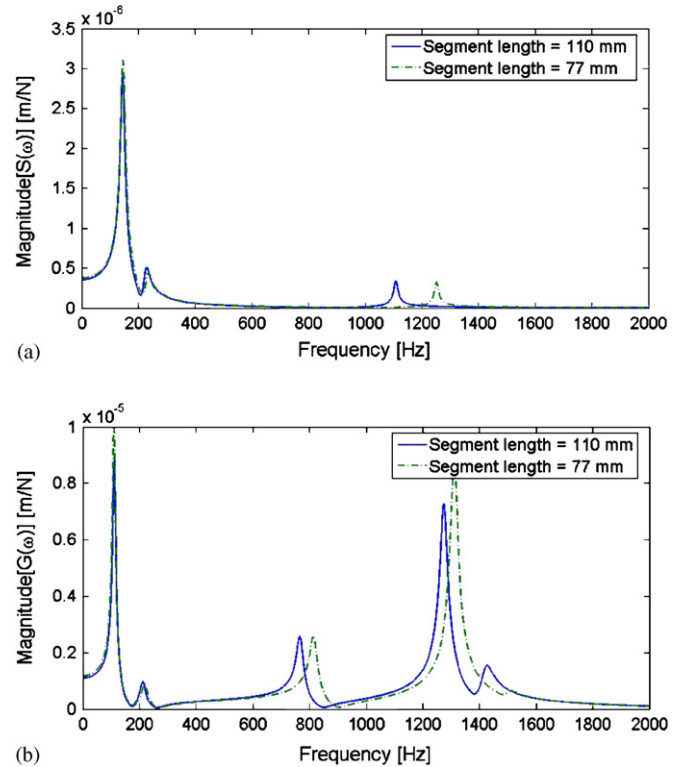 x 10-6
3.5
3
2.5
2
1.5
1
0.5
0
Magnitude[S(ω)] [m/N]
Segment length = 110 mm
Segment length = 77 mm
0 200 400 600 800 1000 1200 1400 1600 1800 2000
Frequency [Hz]
(a)
x 10-5
1
0.8
0.6
0.4
0.2
0
Magnitude[G(ω)] [m/N]
Segment length = 110 mm
Segment length = 77 mm
0 200 400 600 800 1000 1200 1400 1600 1800 2000
Frequency [Hz]
(b)